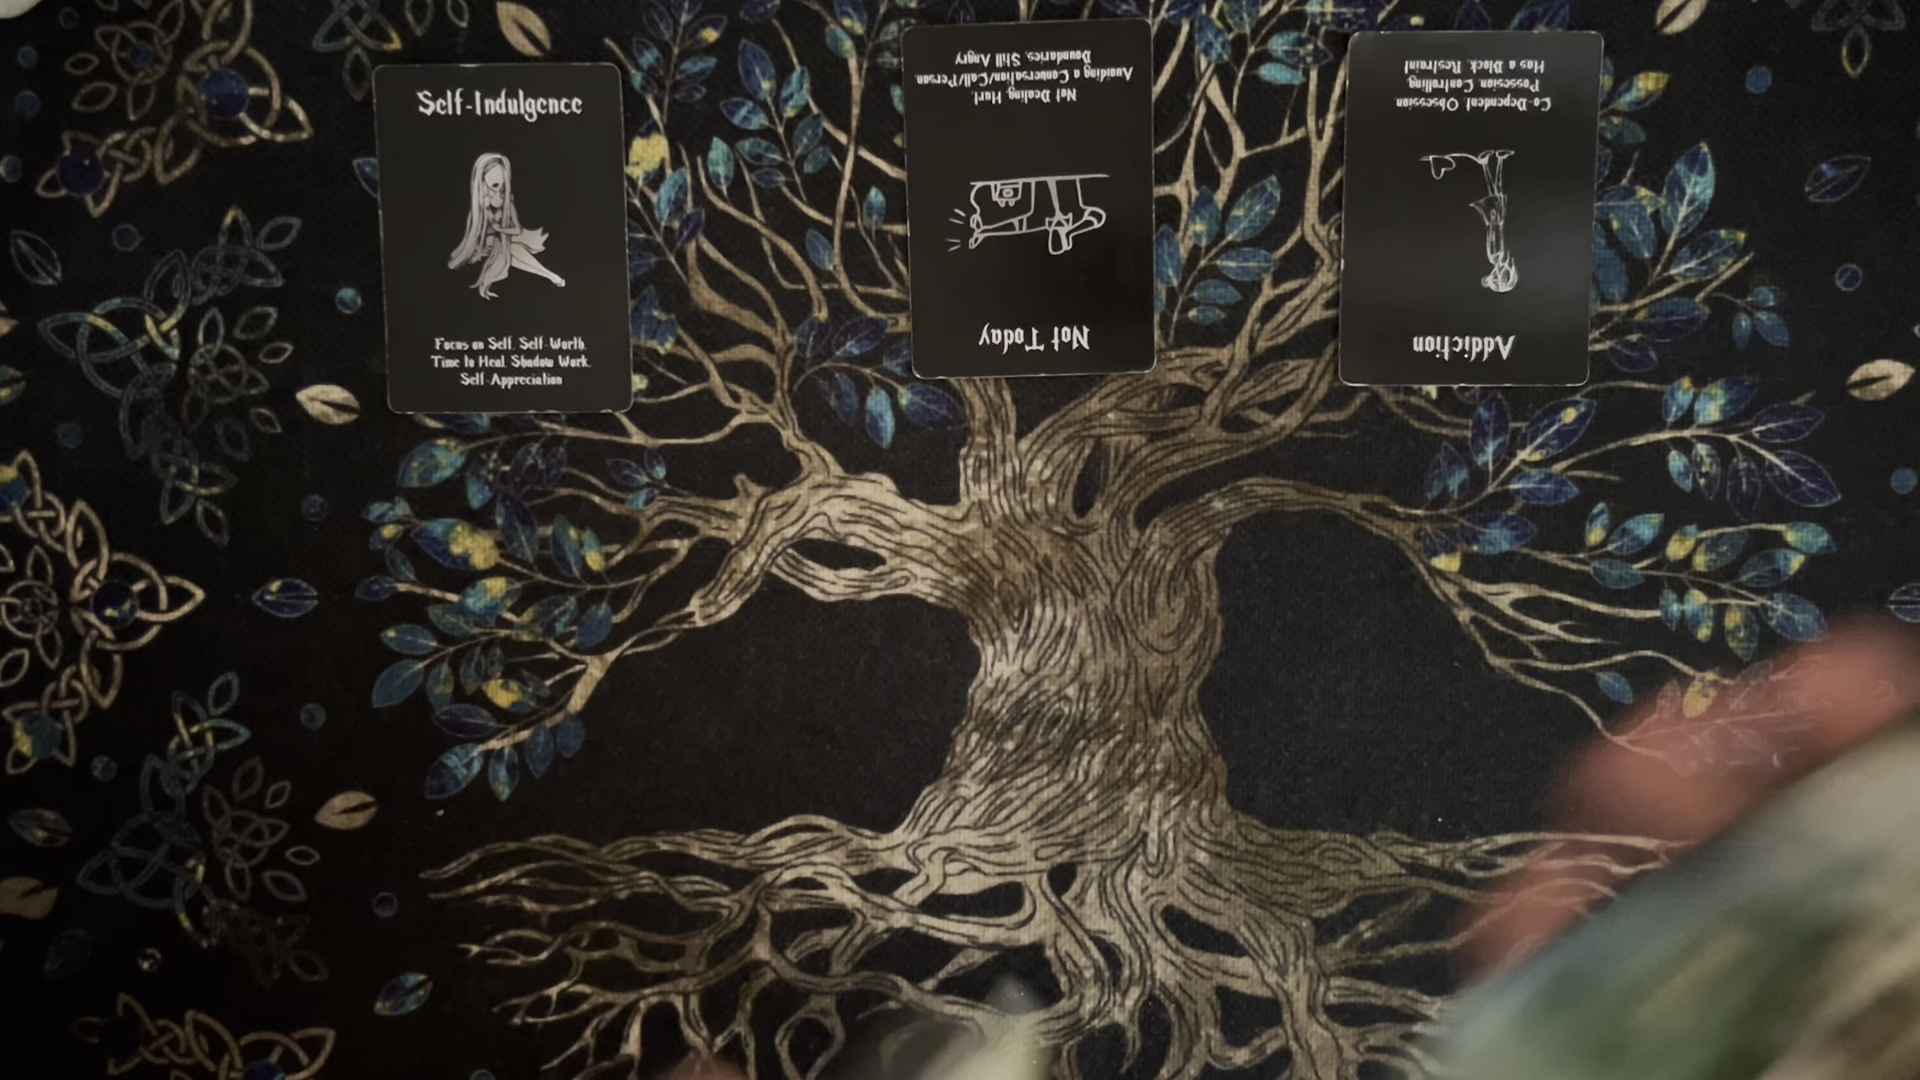 Self-Indulgence
Focus on Self. Self-Worth.
Time to Heal. Shadow Work.
Self-Appreciation
Not Today
Not Dealing. Hurt.
Avoiding a Conversation/Call/Person.
Boundaries. Still Angry
Addiction
Co-Dependent. Obsession.
Possession. Controlling.
Has a Block. Restraint